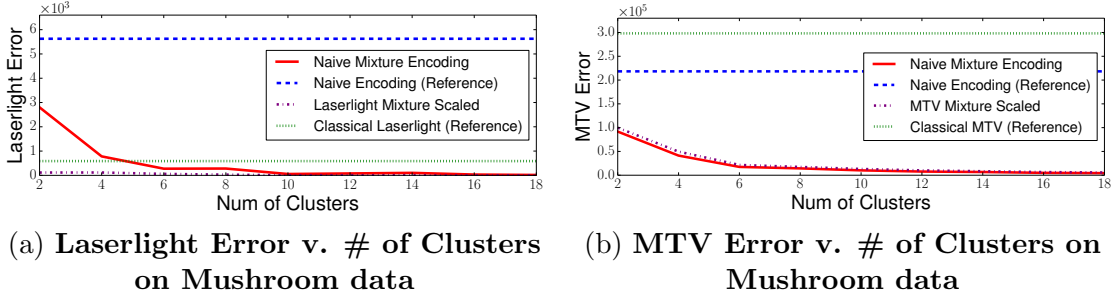 ×10³
6
5
4
3
2
1
0
Laserlight Error
Naive Mixture Encoding
Naive Encoding (Reference)
Laserlight Mixture Scaled
Classical Laserlight (Reference)
2 4 6 8 10 12 14 16 18
Num of Clusters
(a) Laserlight Error v. # of Clusters
on Mushroom data
×10⁵
3.0
2.5
2.0
1.5
1.0
0.5
0.0
MTV Error
Naive Mixture Encoding
Naive Encoding (Reference)
MTV Mixture Scaled
Classical MTV (Reference)
2 4 6 8 10 12 14 16 18
Num of Clusters
(b) MTV Error v. # of Clusters on
Mushroom data